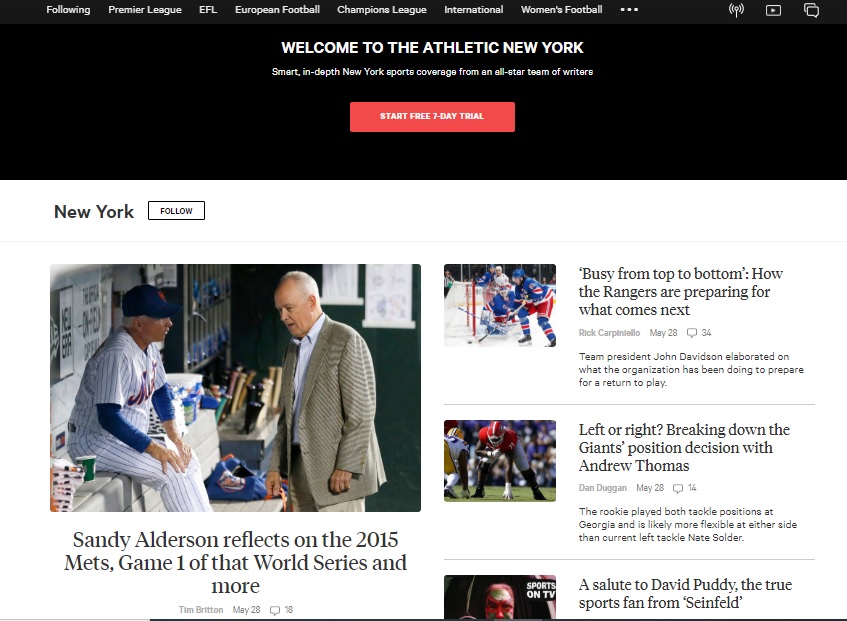 Following Premier League EFL European Football Champions League International Women's Football
WELCOME TO THE ATHLETIC NEW YORK
Smart, in-depth New York sports coverage from an all-star team of writers
START FREE 7-DAY TRIAL
New York FOLLOW
Mets
Sandy Alderson reflects on the 2015
Mets, Game 1 of that World Series and
more
Tim Britton May 28 18
‘Busy from top to bottom’: How
the Rangers are preparing for
what comes next
Rick Carpiniello May 28 34
Team president John Davidson elaborated on
what the organization has been doing to prepare
for a return to play.
Left or right? Breaking down the
Giants’ position decision with
Andrew Thomas
Dan Duggan May 28 14
The rookie played both tackle positions at
Georgia and is likely more flexible at either side
than current left tackle Nate Solder.
SPORTS
ON TV
A salute to David Puddy, the true
sports fan from ‘Seinfeld’